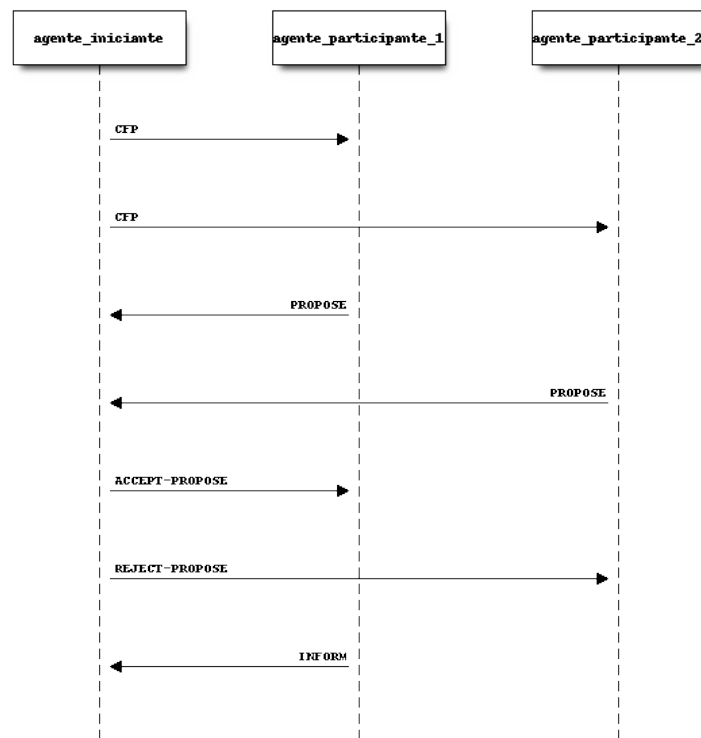 agente_iniciante
agente_participante_1
agente_participante_2
CFP
CFP
PROPOSE
PROPOSE
ACCEPT-PROPOSE
REJECT-PROPOSE
INFORM